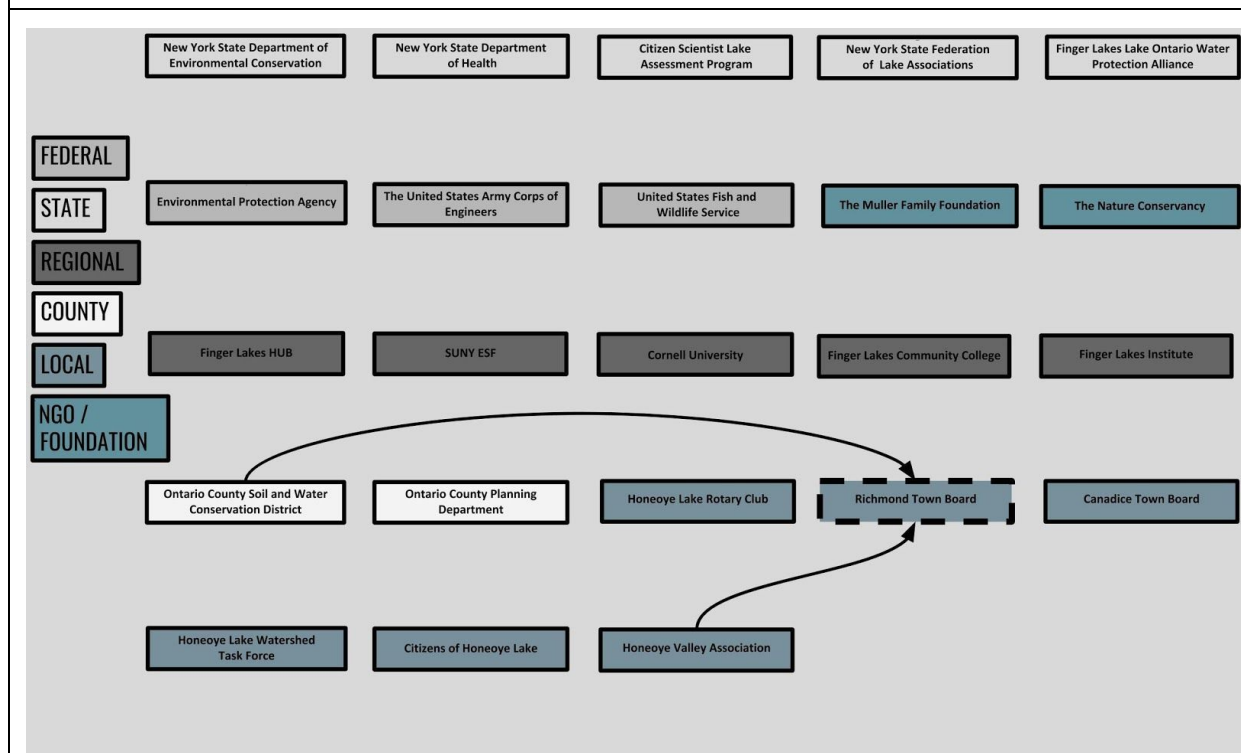 New York State Department of
Environmental Conservation
New York State Department
of Health
Citizen Scientist Lake
Assessment Program
New York State Federation
of Lake Associations
Finger Lakes Lake Ontario Water
Protection Alliance
FEDERAL
STATE
REGIONAL
COUNTY
LOCAL
NGO /
FOUNDATION
Environmental Protection Agency
The United States Army Corps of
Engineers
United States Fish and
Wildlife Service
The Muller Family Foundation
The Nature Conservancy
Finger Lakes HUB
SUNY ESF
Cornell University
Finger Lakes Community College
Finger Lakes Institute
Ontario County Soil and Water
Conservation District
Ontario County Planning
Department
Honeoye Lake Rotary Club
Richmond Town Board
Canadice Town Board
Honeoye Lake Watershed
Task Force
Citizens of Honeoye Lake
Honeoye Valley Association